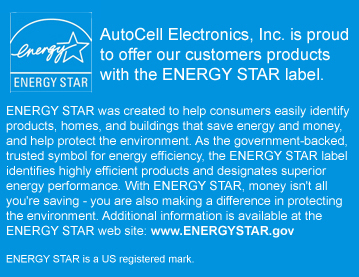 energy
ENERGY STAR
AutoCell Electronics, Inc. is proud
to offer our customers products
with the ENERGY STAR label.
ENERGY STAR was created to help consumers easily identify
products, homes, and buildings that save energy and money,
and help protect the environment. As the government-backed,
trusted symbol for energy efficiency, the ENERGY STAR label
identifies highly efficient products and designates superior
energy performance. With ENERGY STAR, money isn't all
you're saving - you are also making a difference in protecting
the environment. Additional information is available at the
ENERGY STAR web site: www.ENERGYSTAR.gov
ENERGY STAR is a US registered mark.